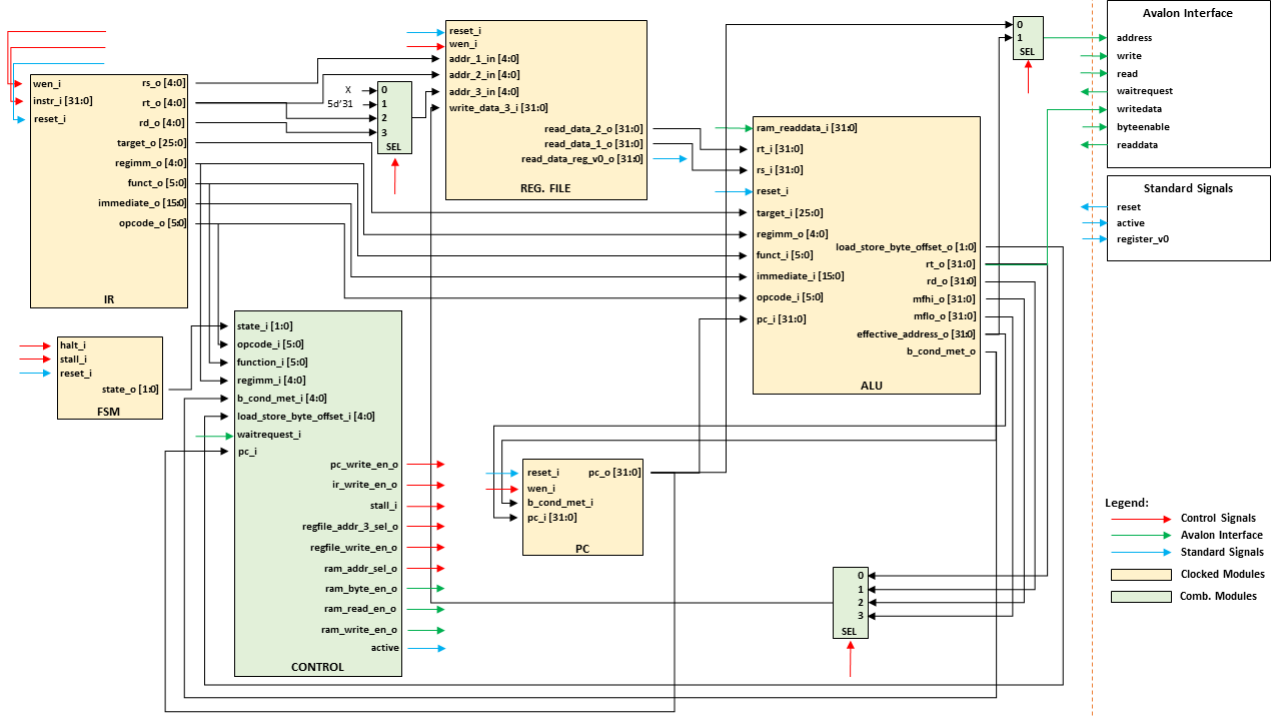 wen_i
instr_i [31:0]
reset_i
rs_o [4:0]
rt_o [4:0]
rd_o [4:0]
target_o [25:0]
regimm_o [4:0]
funct_o [5:0]
immediate_o [15:0]
opcode_o [5:0]
IR
X
5d'31
0
1
2
3
SEL
reset_i
wen_i
addr_1_in [4:0]
addr_2_in [4:0]
addr_3_in [4:0]
write_data_3_i [31:0]
read_data_2_o [31:0]
read_data_1_o [31:0]
read_data_reg_v0_o [31:0]
REG. FILE
0
1
SEL
Avalon Interface
address
write
read
waitrequest
writedata
byteenable
readdata
Standard Signals
reset
active
register_v0
ram_readdata_i [31:0]
rt_i [31:0]
rs_i [31:0]
reset_i
target_i [25:0]
regimm_o [4:0]
funct_i [5:0]
immediate_i [15:0]
opcode_i [5:0]
pc_i [31:0]
load_store_byte_offset_o [1:0]
rt_o [31:0]
rd_o [31:0]
mfhi_o [31:0]
mflo_o [31:0]
effective_address_o [31:0]
b_cond_met_o
ALU
halt_i
stall_i
reset_i
state_o [1:0]
FSM
state_i [1:0]
opcode_i [5:0]
function_i [5:0]
regimm_i [4:0]
b_cond_met_i [4:0]
load_store_byte_offset_i [4:0]
waitrequest_i
pc_i
pc_write_en_o
ir_write_en_o
stall_i
regfile_addr_3_sel_o
regfile_write_en_o
ram_addr_sel_o
ram_byte_en_o
ram_read_en_o
ram_write_en_o
active
CONTROL
reset_i
wen_i
b_cond_met_i
pc_i [31:0]
pc_o [31:0]
PC
0
1
2
3
SEL
Legend:
Control Signals
Avalon Interface
Standard Signals
Clocked Modules
Comb. Modules